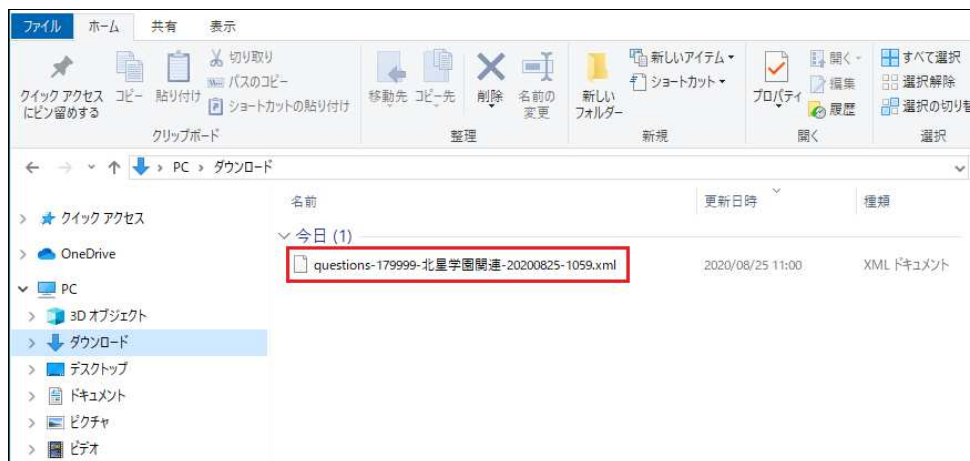 ファイル ホーム 共有 表示
クイック アクセス
にピン留めする
コピー
貼り付け
切り取り
パスのコピー
ショートカットの貼り付け
クリップボード
移動先
コピー先
削除
名前の
変更
整理
新しい
フォルダー
新しいアイテム
ショートカット
新規
プロパティ
開く
編集
履歴
開く
すべて選択
選択解除
選択の切り替
選択
PC › ダウンロード
名前 更新日時 種類
今日 (1)
questions-179999-北星学園関連-20200825-1059.xml 2020/08/25 11:00 XML ドキュメント
クイック アクセス
OneDrive
PC
3D オブジェクト
ダウンロード
デスクトップ
ドキュメント
ピクチャ
ビデオ